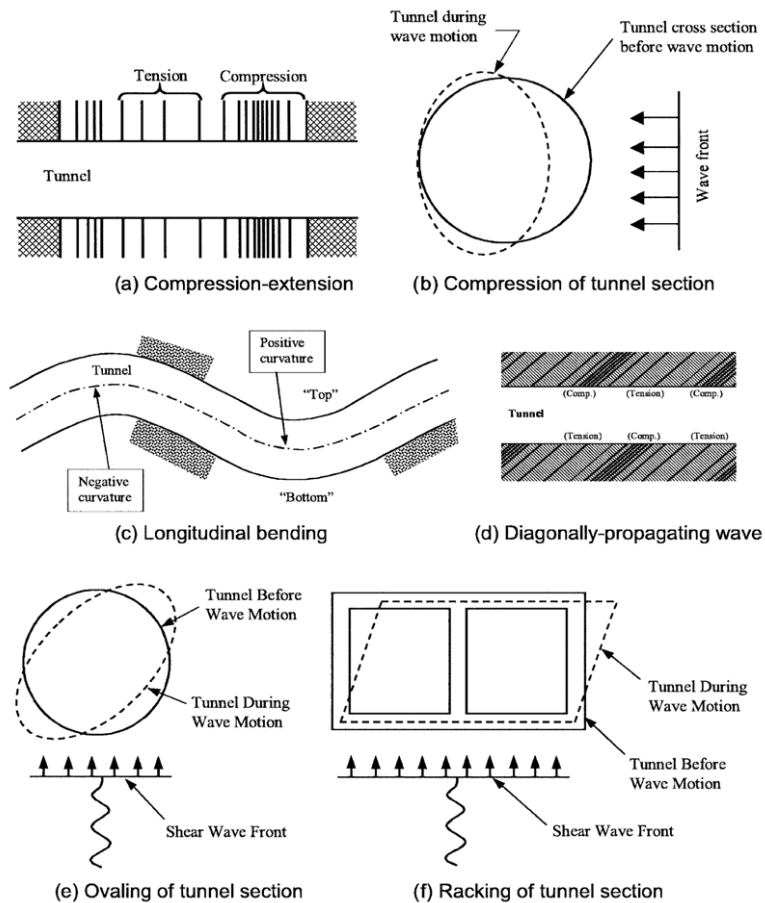 Tension
Compression
Tunnel
(a) Compression-extension
Tunnel during
wave motion
Tunnel cross section
before wave motion
Wave front
(b) Compression of tunnel section
Tunnel
Positive
curvature
"Top"
Negative
curvature
"Bottom"
(c) Longitudinal bending
(Comp.) (Tension) (Comp.)
Tunnel
(Tension) (Comp.) (Tension)
(d) Diagonally-propagating wave
Tunnel Before
Wave Motion
Tunnel During
Wave Motion
Shear Wave Front
(e) Ovaling of tunnel section
Tunnel During
Wave Motion
Tunnel Before
Wave Motion
Shear Wave Front
(f) Racking of tunnel section